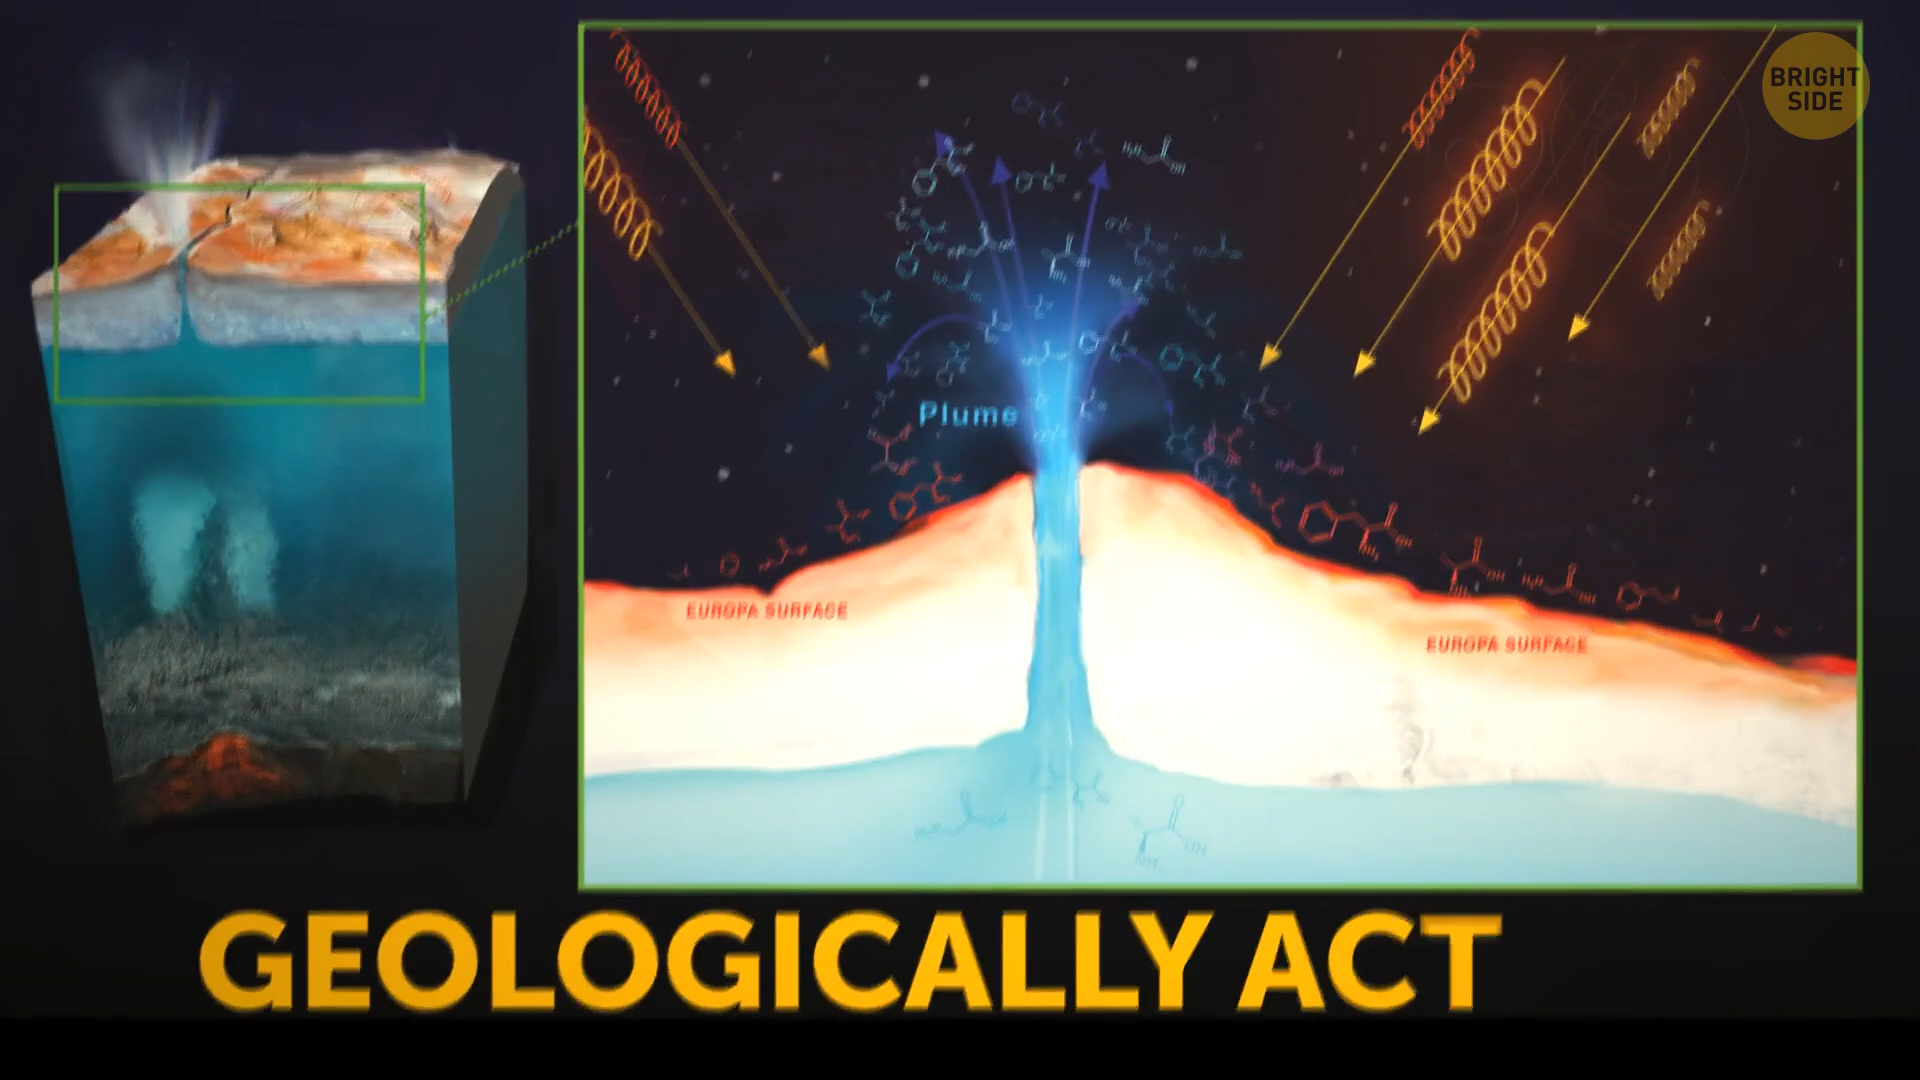 BRIGHT
SIDE
Plume
EUROPA SURFACE
EUROPA SURFACE
GEOLOGICALLY ACT